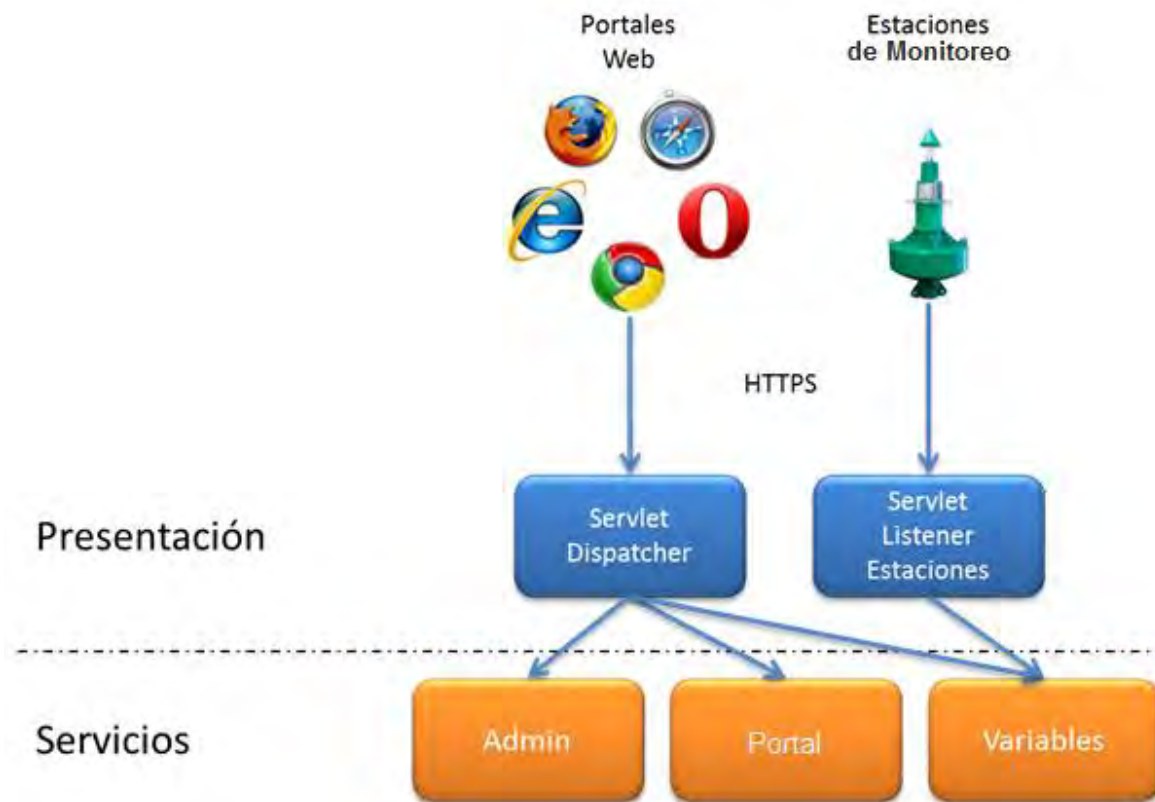 Portales
Web
Estaciones
de Monitoreo
HTTPS
Presentación
Servlet
Dispatcher
Servlet
Listener
Estaciones
Servicios
Admin
Portal
Variables